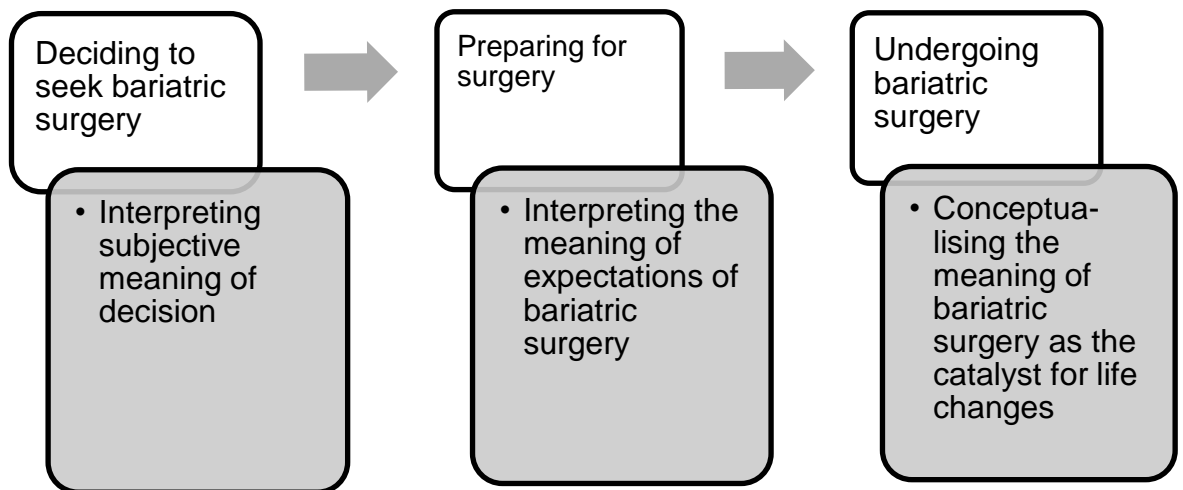 Deciding to
seek bariatric
surgery
• Interpreting
subjective
meaning of
decision
Preparing for
surgery
• Interpreting the
meaning of
expectations of
bariatric
surgery
Undergoing
bariatric
surgery
• Conceptua-
lising the
meaning of
bariatric
surgery as the
catalyst for life
changes